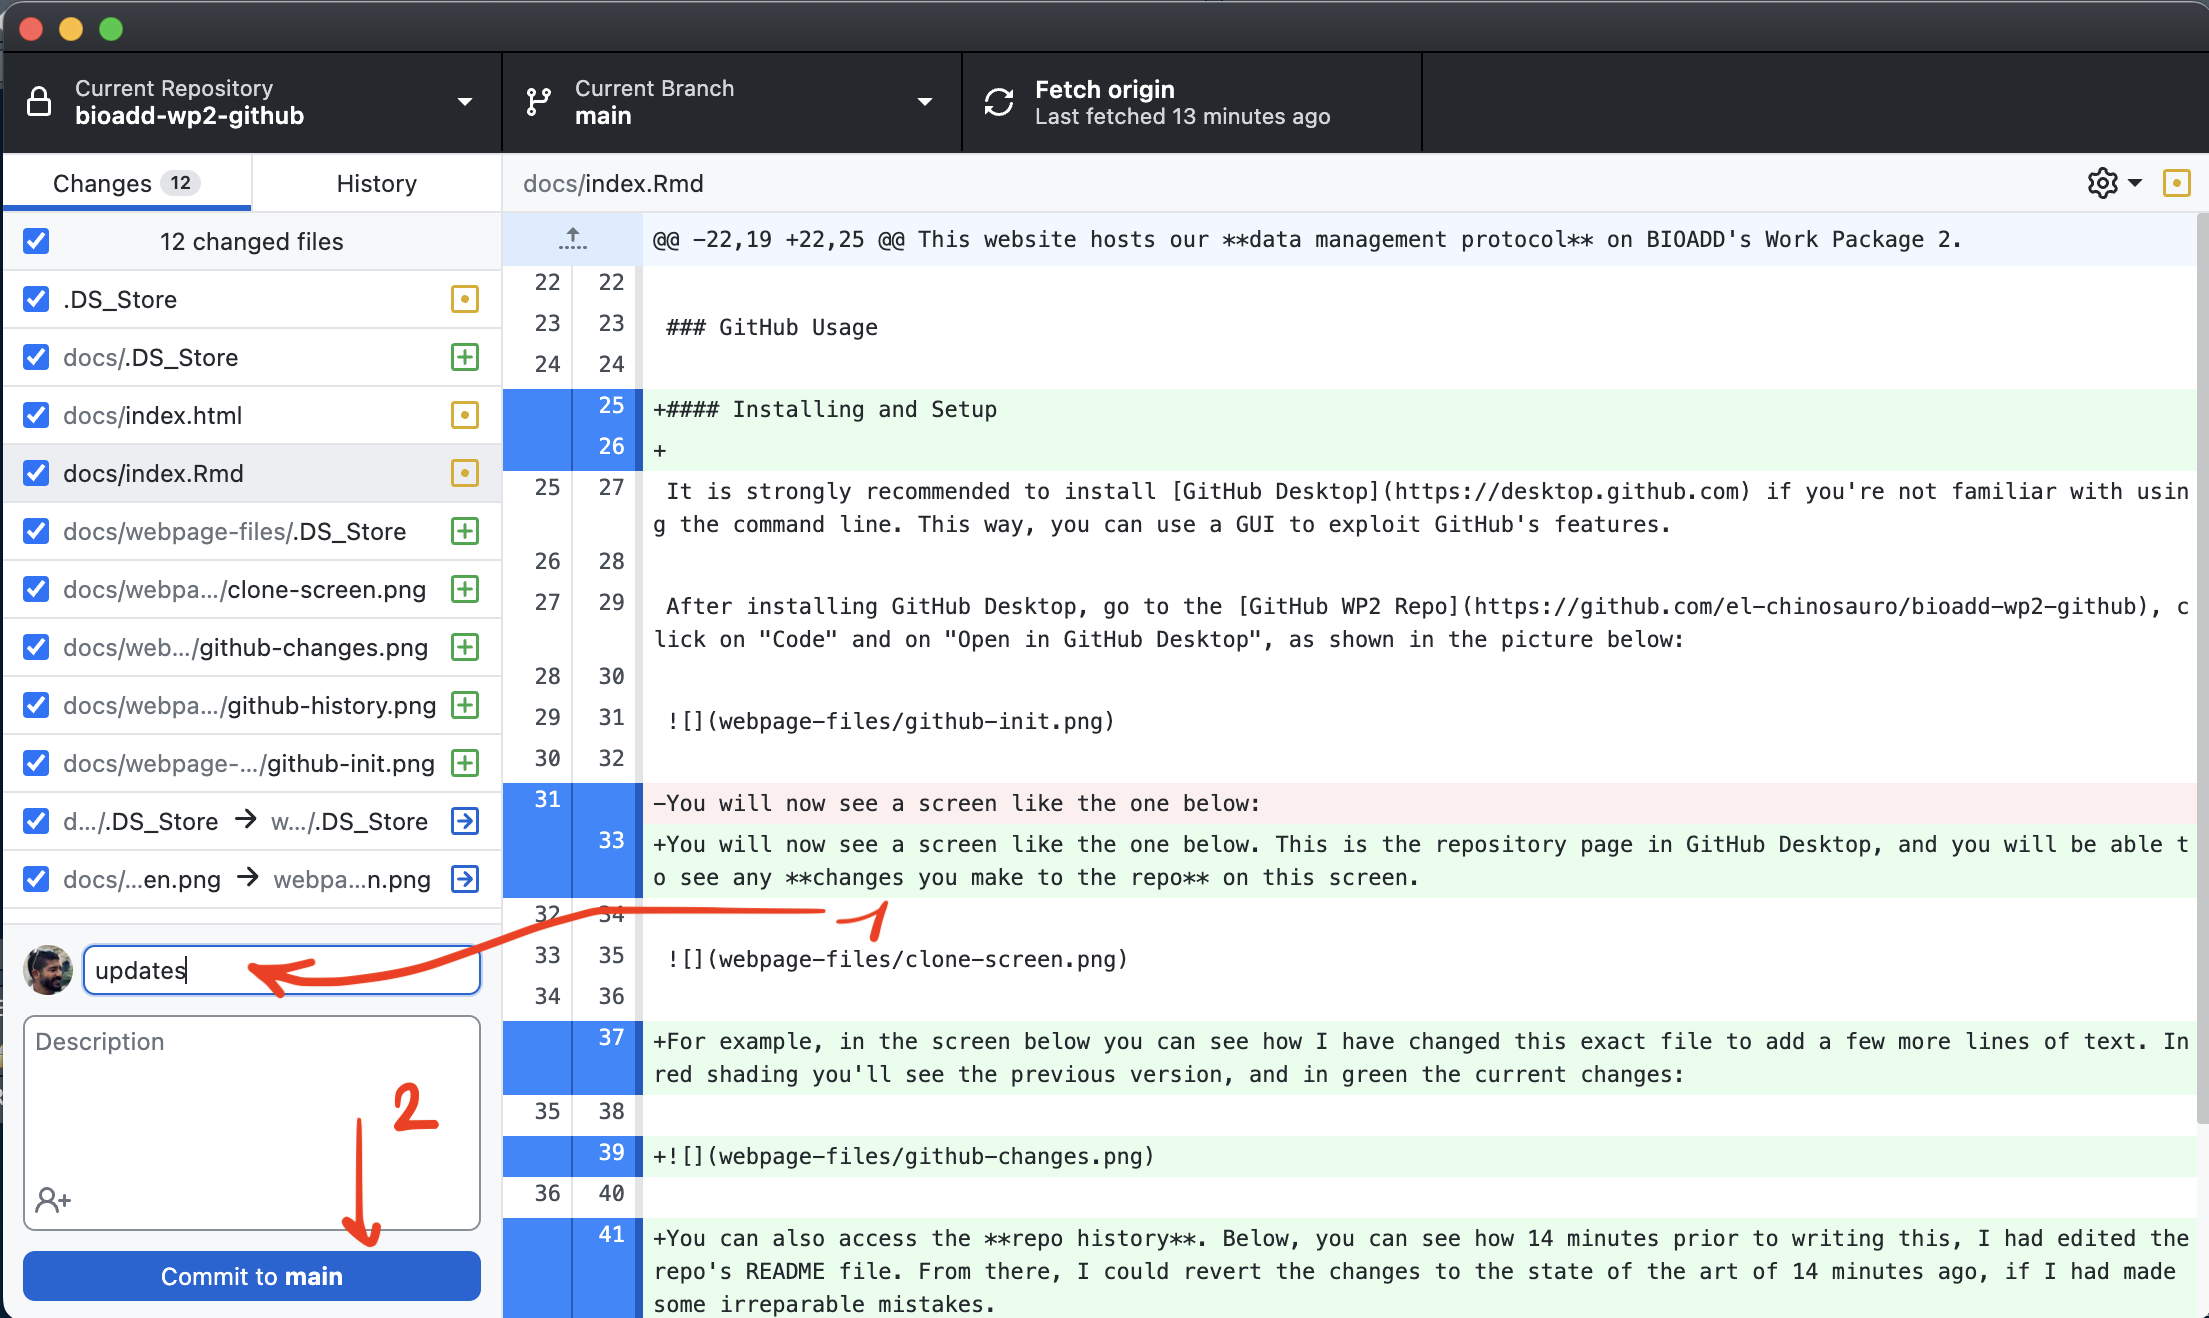 Current Repository
bioadd-wp2-github
Current Branch
main
Fetch origin
Last fetched 13 minutes ago
Changes 12
History
12 changed files
.DS_Store
docs/.DS_Store
docs/index.html
docs/index.Rmd
docs/webpage-files/.DS_Store
docs/webpa.../clone-screen.png
docs/web.../github-changes.png
docs/webpa.../github-history.png
docs/webpage-.../github-init.png
d.../.DS_Store → w.../.DS_Store
docs/...en.png → webpa...n.png
updates
Description
Commit to main
docs/index.Rmd
@@ -22,19 +22,25 @@ This website hosts our **data management protocol** on BIOADD's Work Package 2.
22 22
23 23 ### GitHub Usage
24 24
25 +#### Installing and Setup
26 +
25 27 It is strongly recommended to install [GitHub Desktop](https://desktop.github.com) if you're not familiar with usin
g the command line. This way, you can use a GUI to exploit GitHub's features.
26 28
27 29 After installing GitHub Desktop, go to the [GitHub WP2 Repo](https://github.com/el-chinosauro/bioadd-wp2-github), c
lick on "Code" and on "Open in GitHub Desktop", as shown in the picture below:
28 30
29 31 ![](webpage-files/github-init.png)
30 32
31 -You will now see a screen like the one below:
33 +You will now see a screen like the one below. This is the repository page in GitHub Desktop, and you will be able t
o see any **changes you make to the repo** on this screen.
32 34
1
33 35 ![](webpage-files/clone-screen.png)
34 36
37 +For example, in the screen below you can see how I have changed this exact file to add a few more lines of text. In
red shading you'll see the previous version, and in green the current changes:
35 38
39 +![](webpage-files/github-changes.png)
36 40
41 +You can also access the **repo history**. Below, you can see how 14 minutes prior to writing this, I had edited the
repo's README file. From there, I could revert the changes to the state of the art of 14 minutes ago, if I had made
some irreparable mistakes.
2